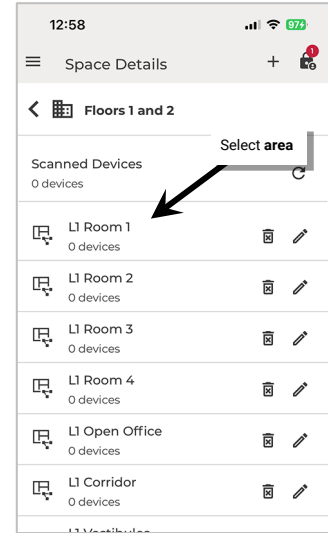 12:58
97
Space Details
1
Floors 1 and 2
Select area
Scanned Devices
0 devices
L1 Room 1
0 devices
L1 Room 2
0 devices
L1 Room 3
0 devices
L1 Room 4
0 devices
L1 Open Office
0 devices
L1 Corridor
0 devices